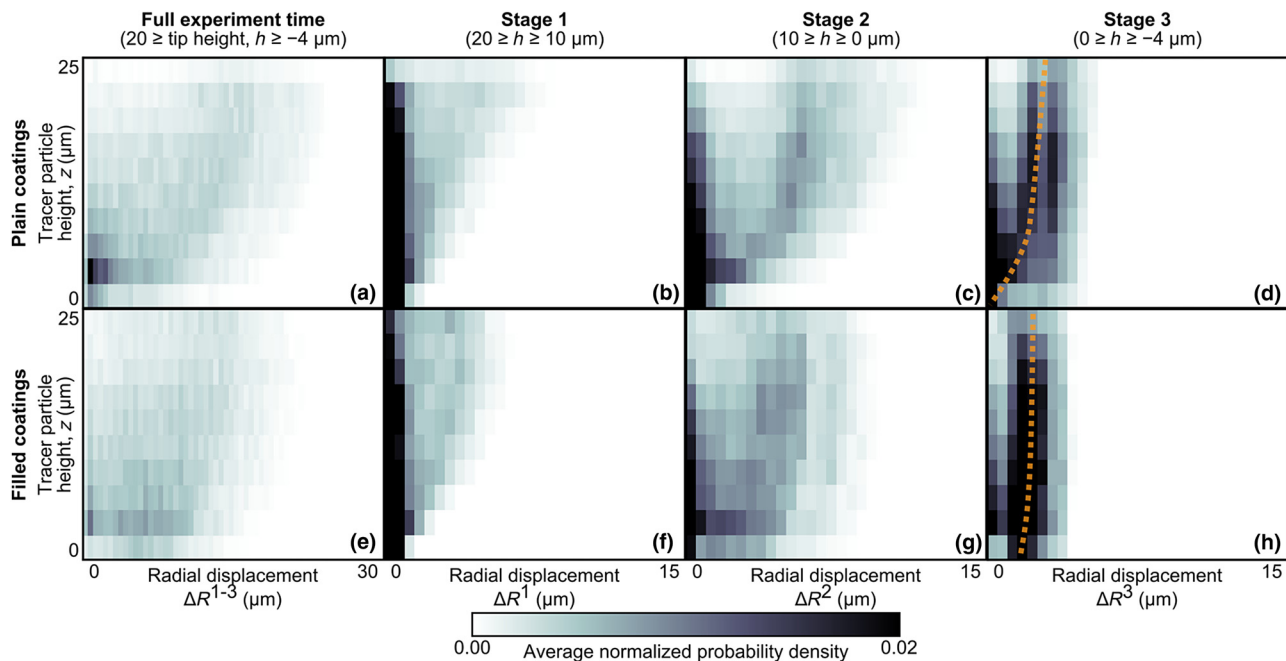 Full experiment time
(20 ≥ tip height, h ≥ −4 μm)
Stage 1
(20 ≥ h ≥ 10 μm)
Stage 2
(10 ≥ h ≥ 0 μm)
Stage 3
(0 ≥ h ≥ −4 μm)
Plain coatings
Tracer particle
height, z (μm)
25
0
(a)
(b)
(c)
(d)
Filled coatings
Tracer particle
height, z (μm)
25
0
(e)
(f)
(g)
(h)
0 Radial displacement 30
ΔR¹⁻³ (μm)
0 Radial displacement 15
ΔR¹ (μm)
0 Radial displacement 15
ΔR² (μm)
0 Radial displacement 15
ΔR³ (μm)
0.00 Average normalized probability density 0.02